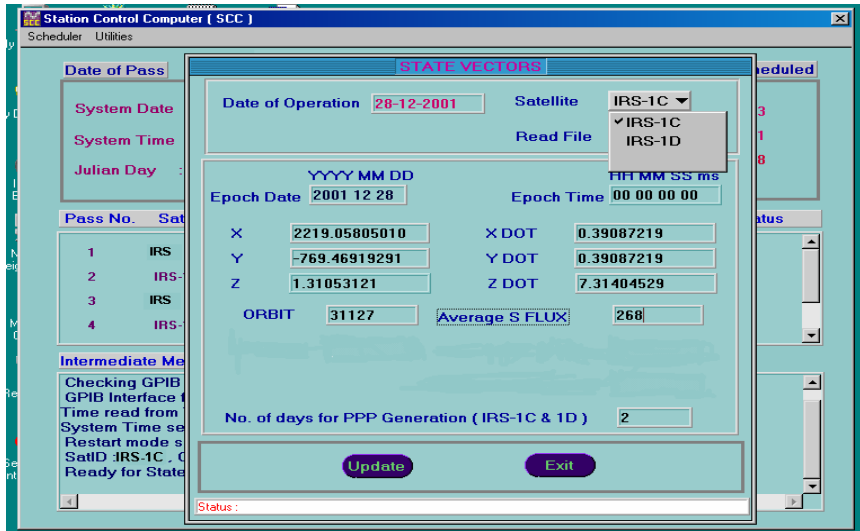 Station Control Computer ( SCC )
Scheduler Utilities
STATE VECTORS
Date of Pass
eduled
Date of Operation 28-12-2001 Satellite IRS-1C
IRS-1C
IRS-1D
System Date
3
Read File
System Time
1
Julian Day :
8
YYYY MM DD HH MM SS ms
Epoch Date 2001 12 28 Epoch Time 00 00 00 00
Pass No. Sat
atus
X 2219.05805010 X DOT 0.39087219
Y -769.46919291 Y DOT 0.39087219
Z 1.31053121 Z DOT 7.31404529
1 IRS
2 IRS-
3 IRS
4 IRS-
ORBIT 31127 Average S FLUX 268
Intermediate Me
Checking GPIB
GPIB Interface
Time read from
System Time se
Restart mode s
SatID :IRS-1C ,
Ready for State
No. of days for PPP Generation ( IRS-1C & 1D ) 2
Update Exit
Status :